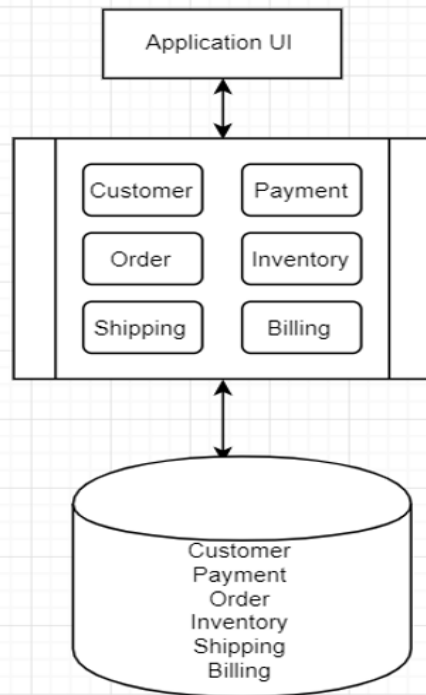 Application UI
Customer Payment
Order Inventory
Shipping Billing
Customer
Payment
Order
Inventory
Shipping
Billing